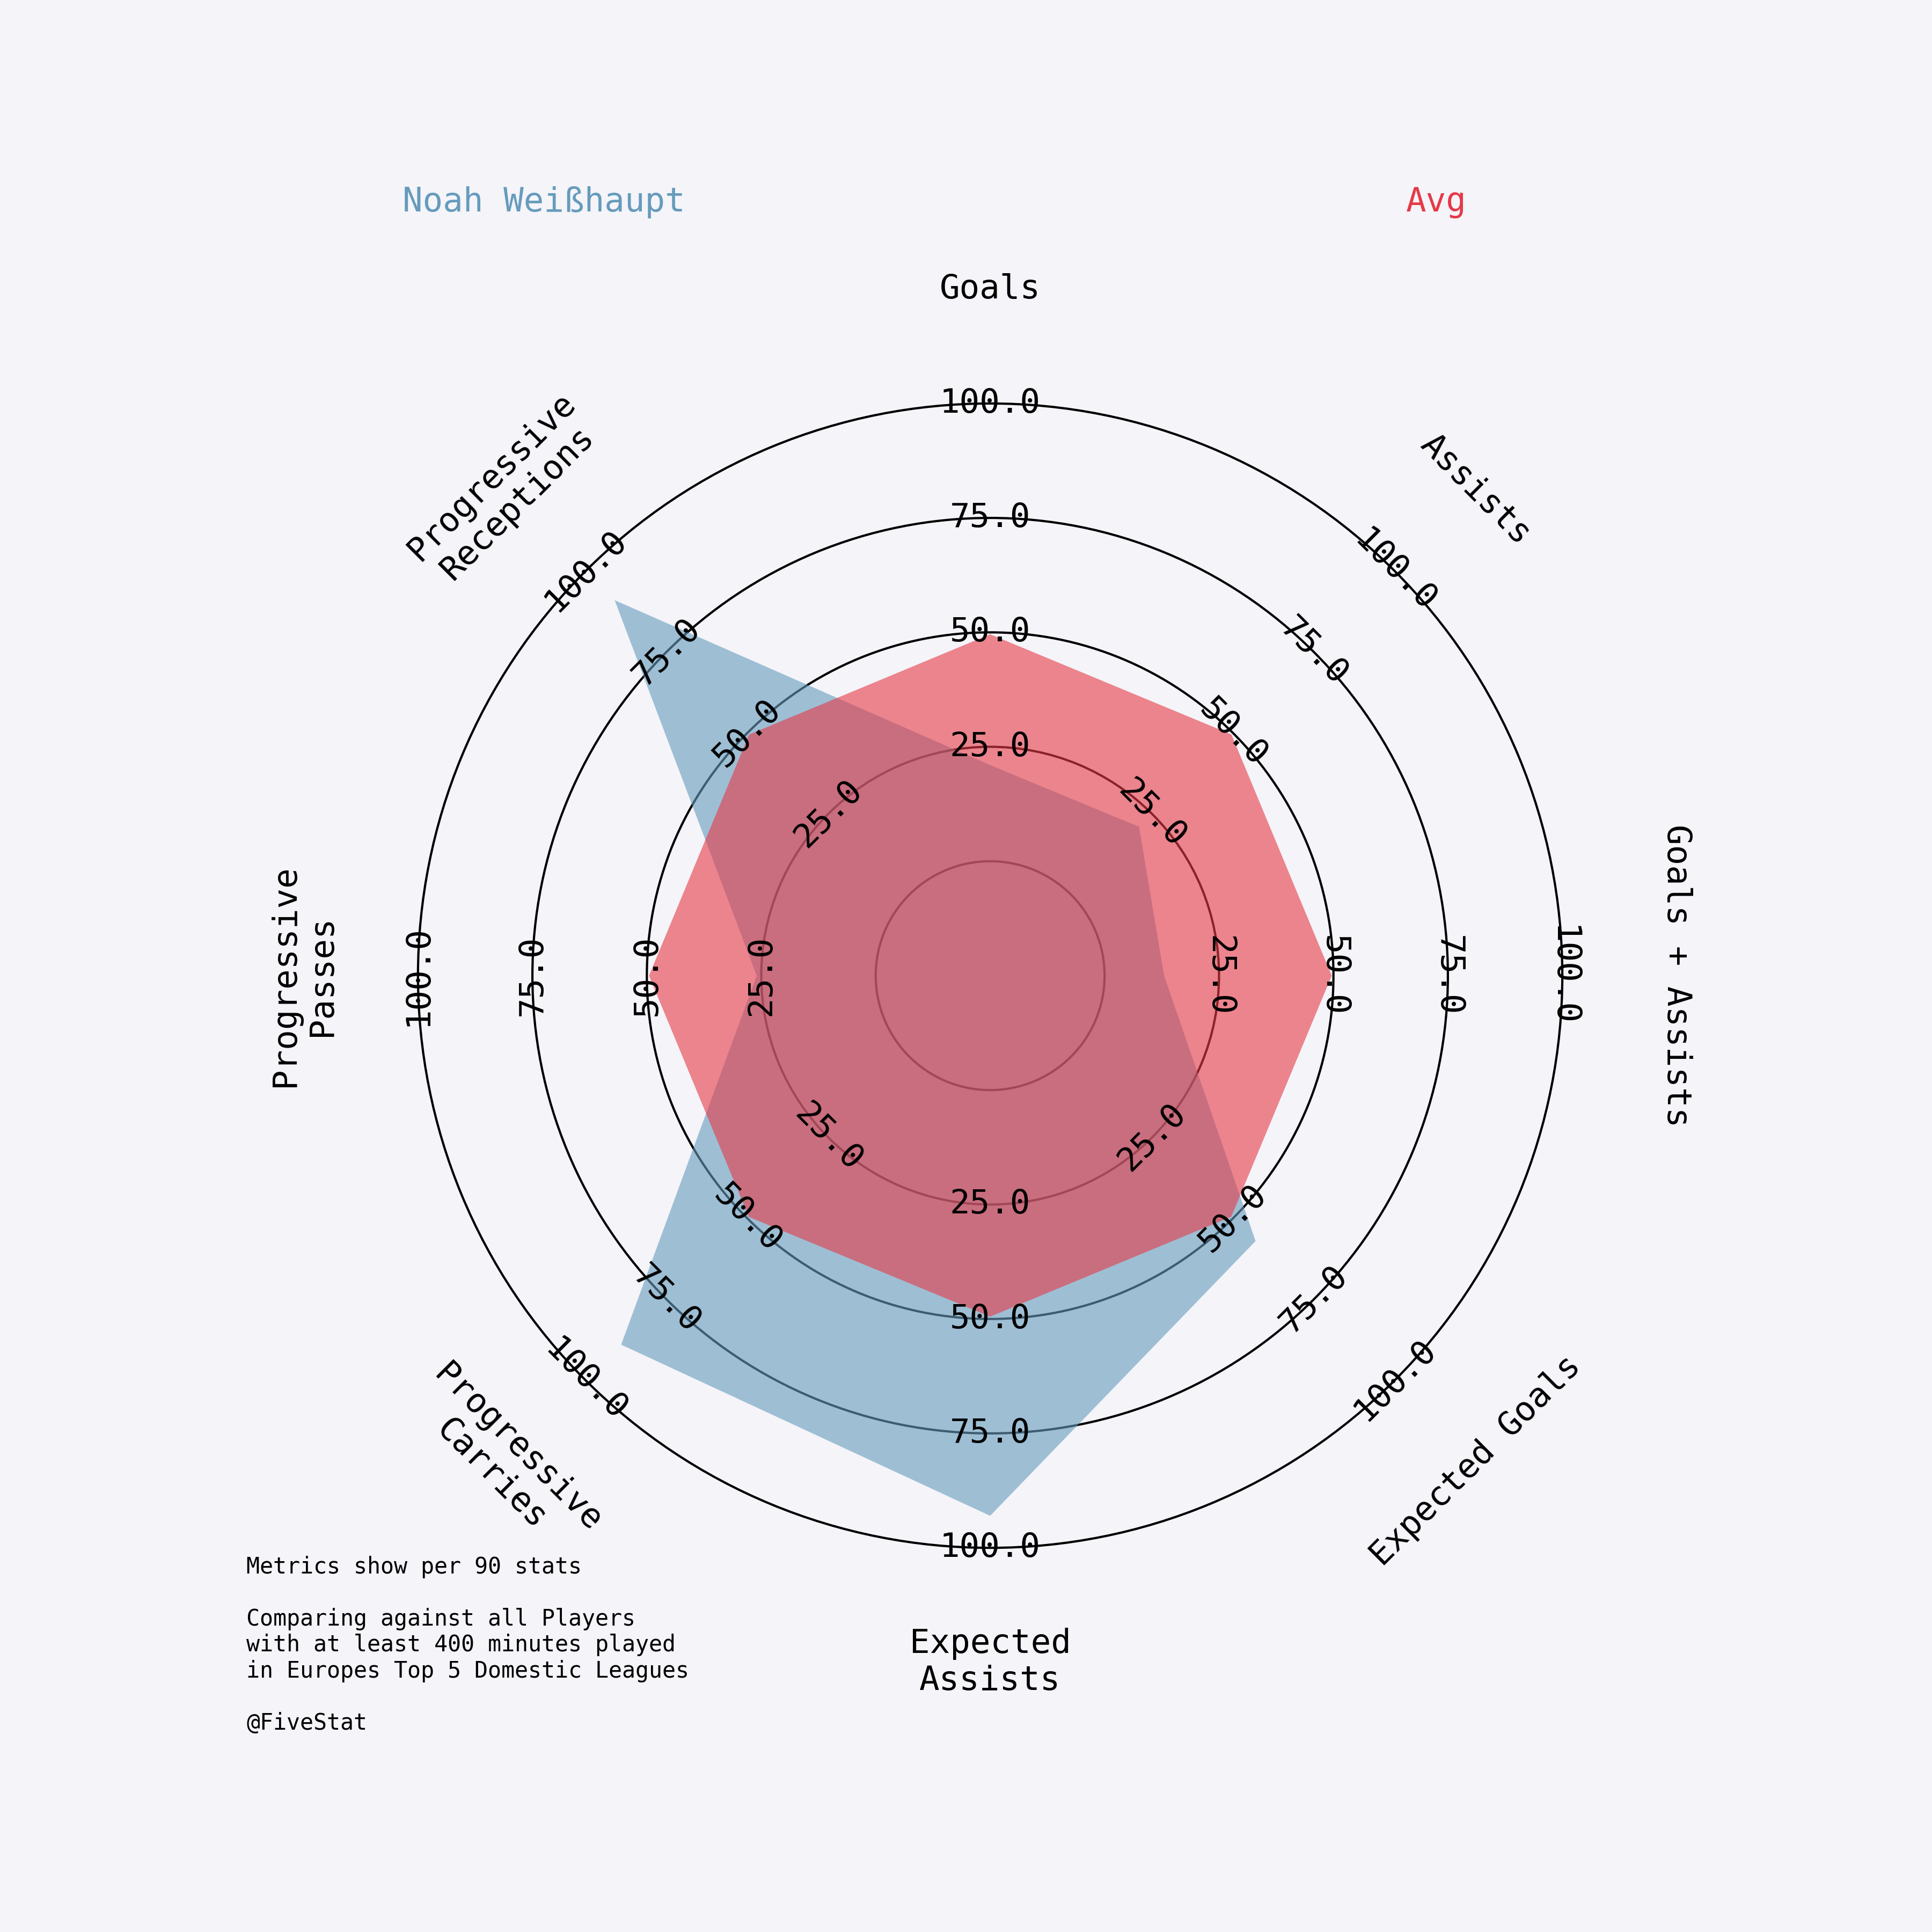 Noah Weißhaupt
Avg
Goals
Assists
Goals + Assists
Expected Goals
Expected
Assists
Progressive
Carries
Progressive
Passes
Progressive
Receptions
25.0
50.0
75.0
100.0
25.0
50.0
75.0
100.0
25.0
50.0
75.0
100.0
25.0
50.0
75.0
100.0
25.0
50.0
75.0
100.0
25.0
50.0
75.0
100.0
25.0
50.0
75.0
100.0
25.0
50.0
75.0
100.0
Metrics show per 90 stats
Comparing against all Players
with at least 400 minutes played
in Europes Top 5 Domestic Leagues
@FiveStat